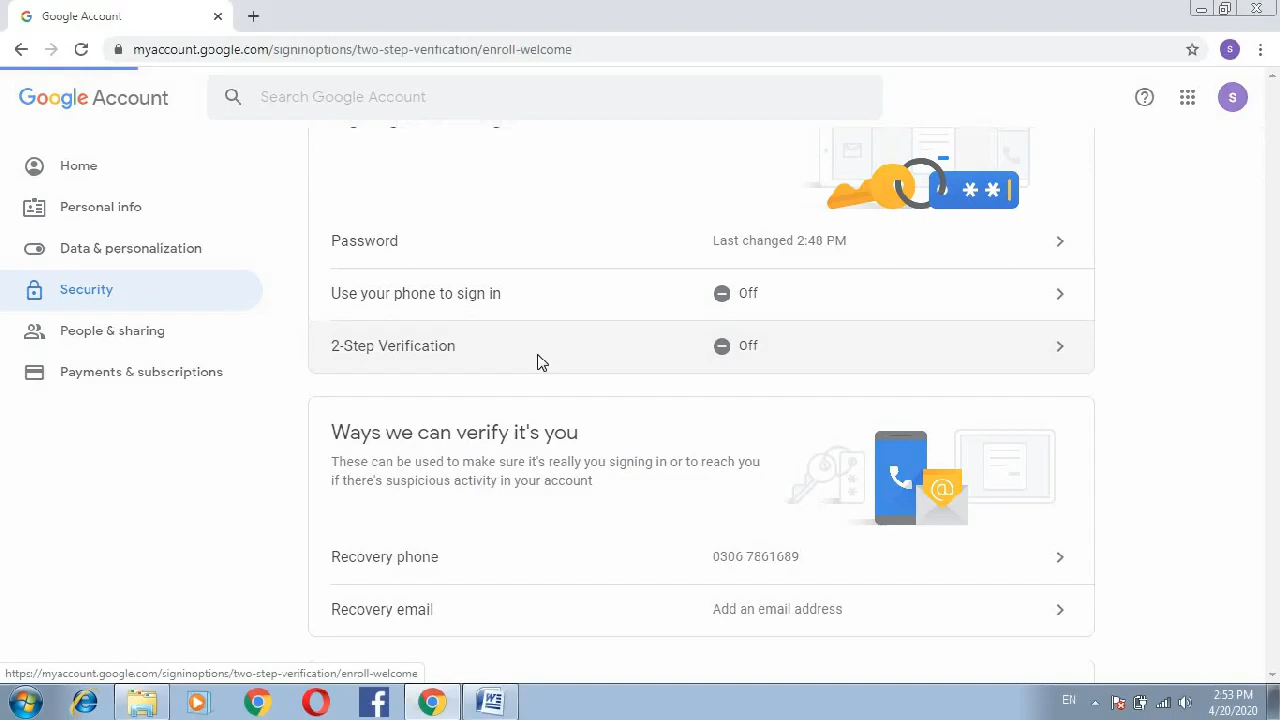 Google Account
myaccount.google.com/signinoptions/two-step-verification/enroll-welcome
S
Google Account
Search Google Account
S
Home
Personal info
Data & personalization
Security
People & sharing
Payments & subscriptions
Password
Last changed 2:48 PM
Use your phone to sign in
Off
2-Step Verification
Off
Ways we can verify it's you
These can be used to make sure it's really you signing in or to reach you
if there's suspicious activity in your account
Recovery phone
0306 7861689
Recovery email
Add an email address
https://myaccount.google.com/signinoptions/two-step-verification/enroll-welcome
EN
2:53 PM
4/20/2020